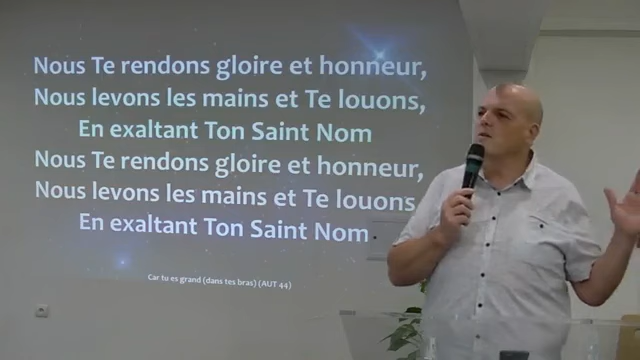 Nous Te rendons gloire et honneur,
Nous levons les mains et Te louons,
En exaltant Ton Saint Nom
Nous Te rendons gloire et honneur,
Nous levons les mains et Te louons
En exaltant Ton Saint Nom
Car tu es grand (dans tes bras) (AUT 44)